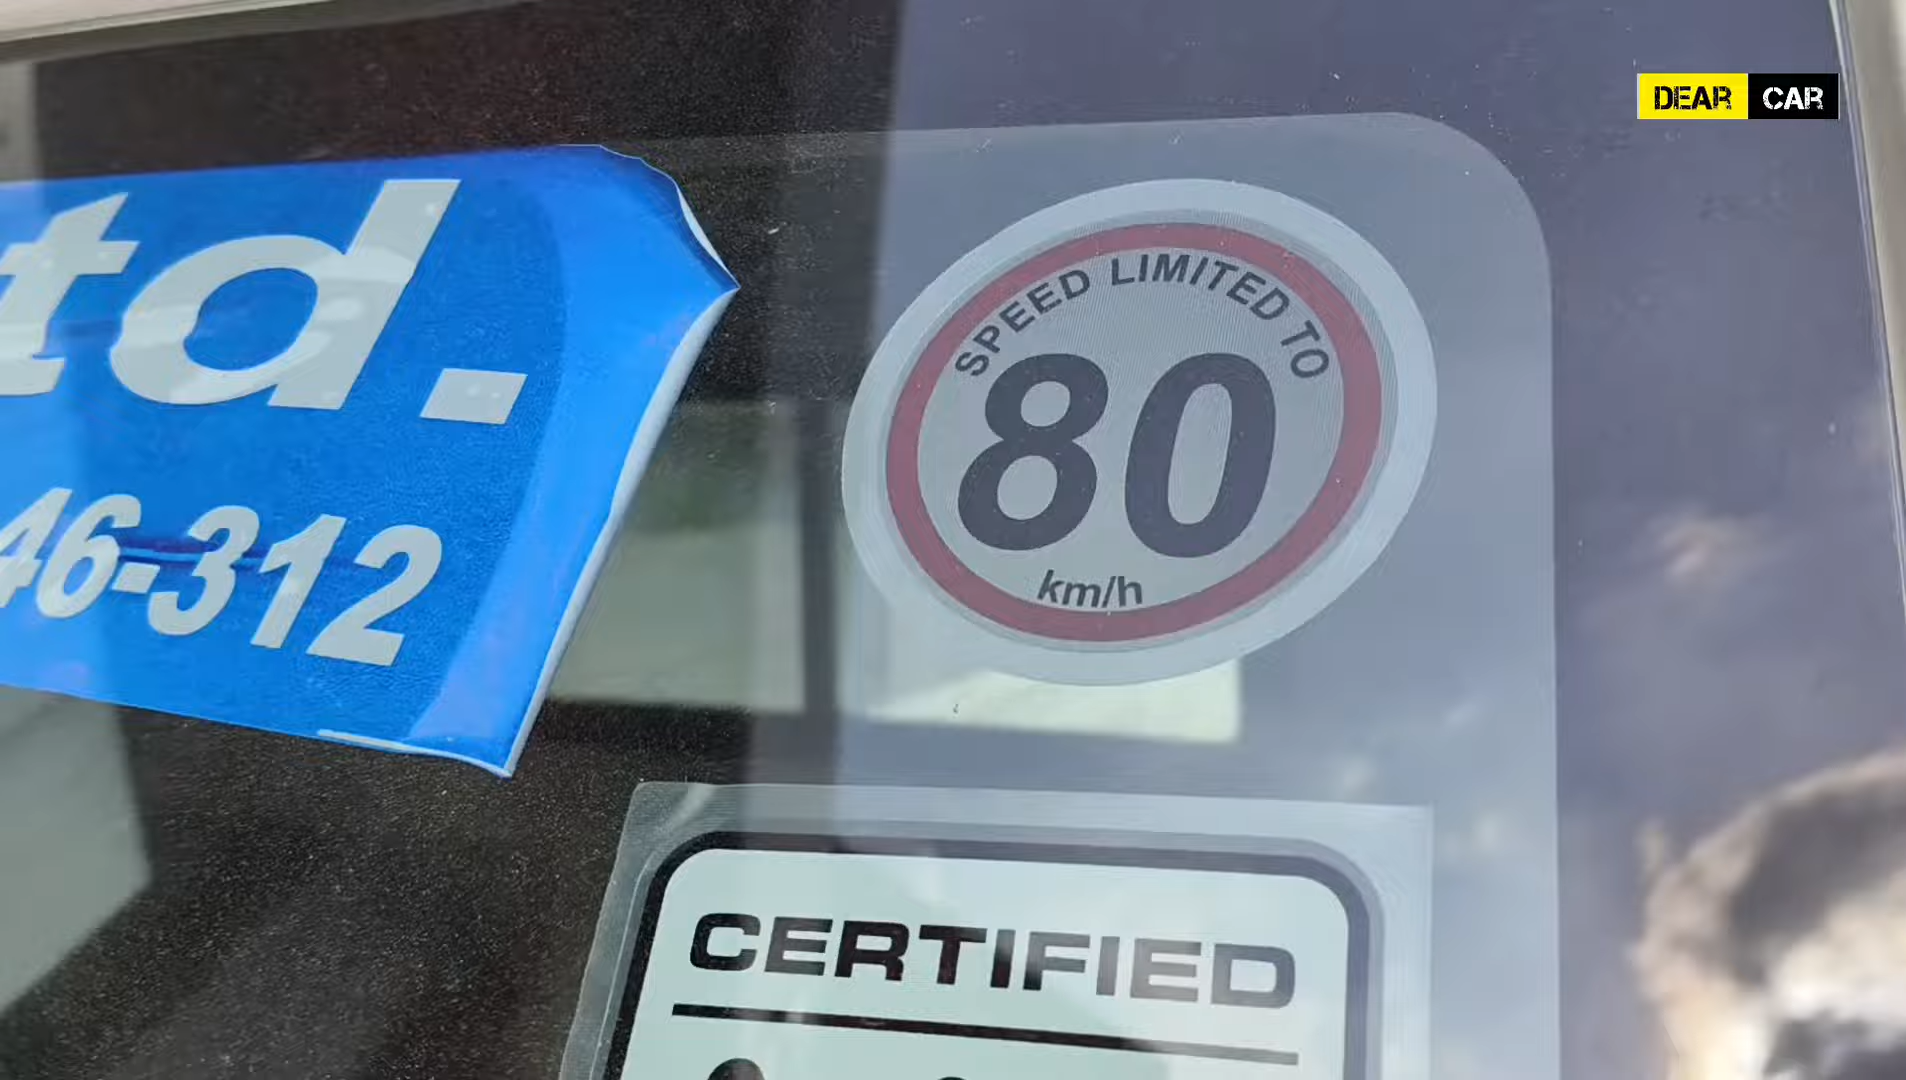 DEAR CAR
td.
46-312
SPEED LIMITED TO
80
km/h
CERTIFIED